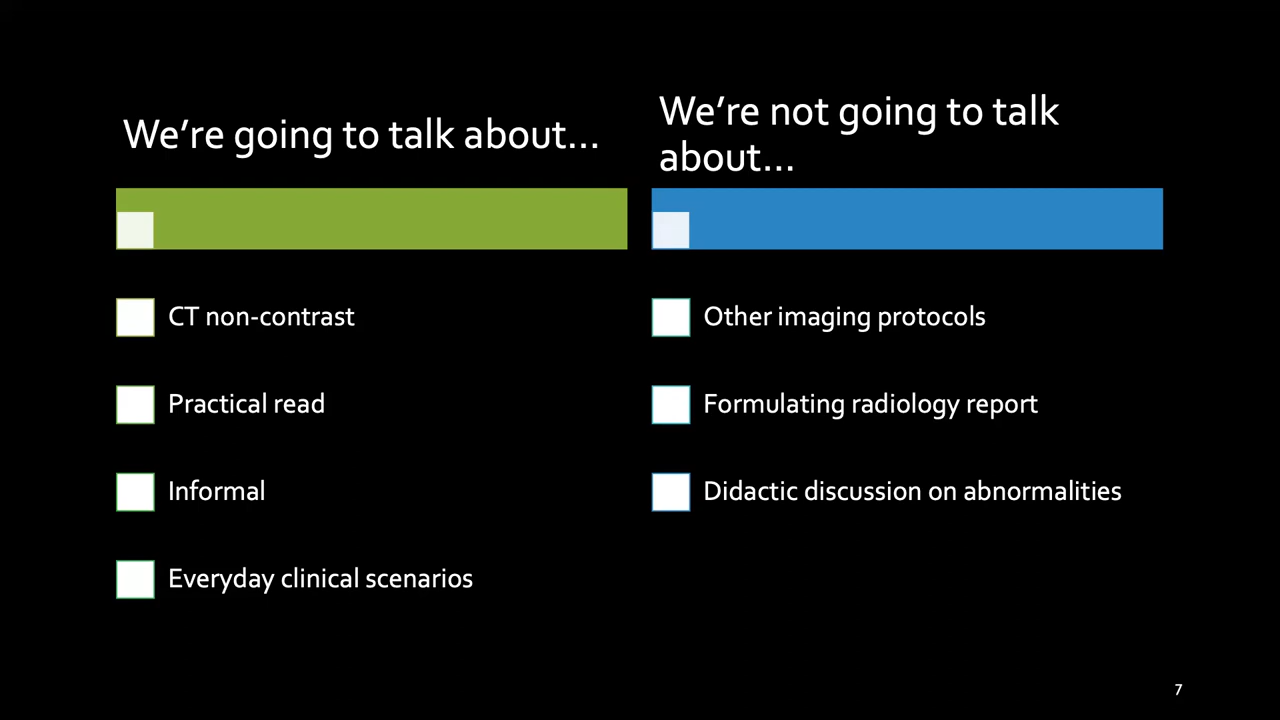 We’re going to talk about…
CT non-contrast
Practical read
Informal
Everyday clinical scenarios
We’re not going to talk
about…
Other imaging protocols
Formulating radiology report
Didactic discussion on abnormalities
7